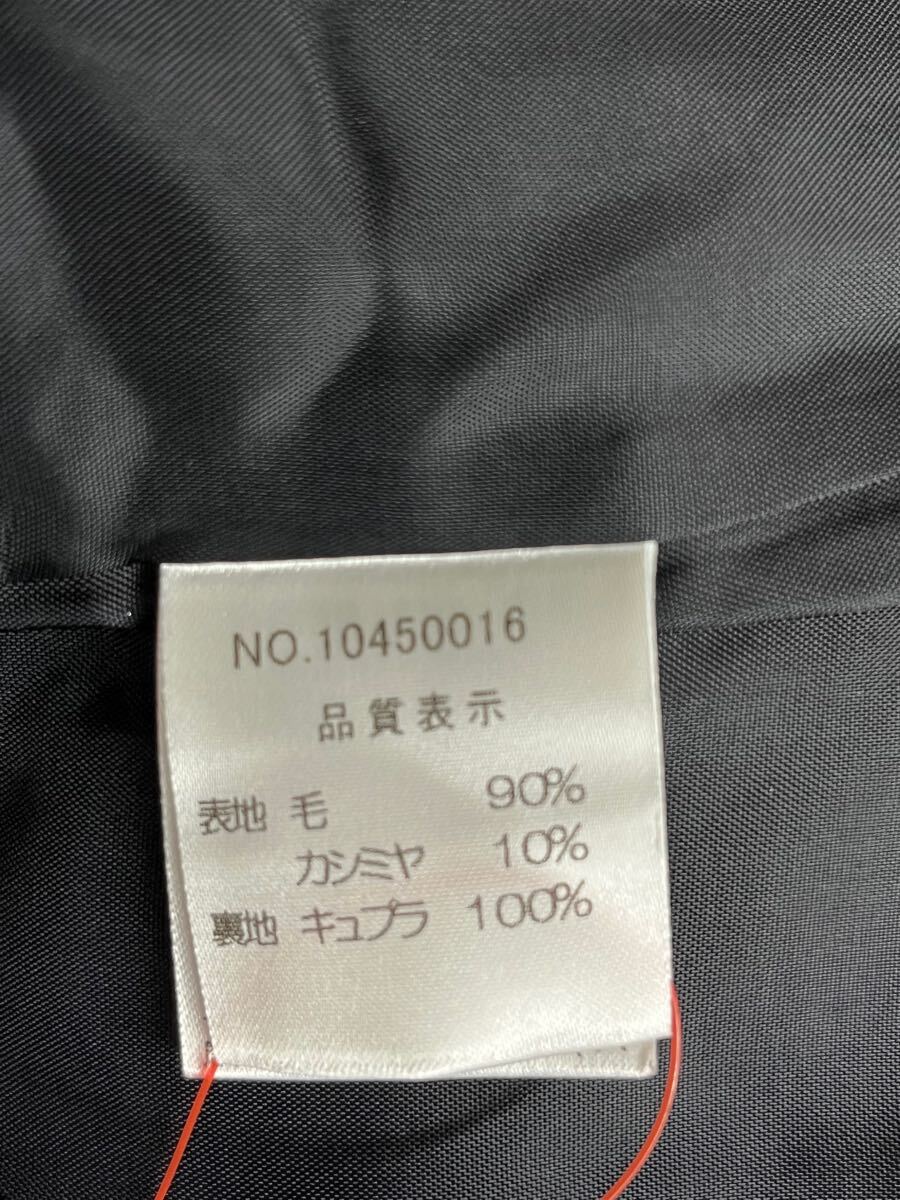 NO.10450016
品質表示
表地 毛 90%
カシミヤ 10%
裏地 キュプラ 100%